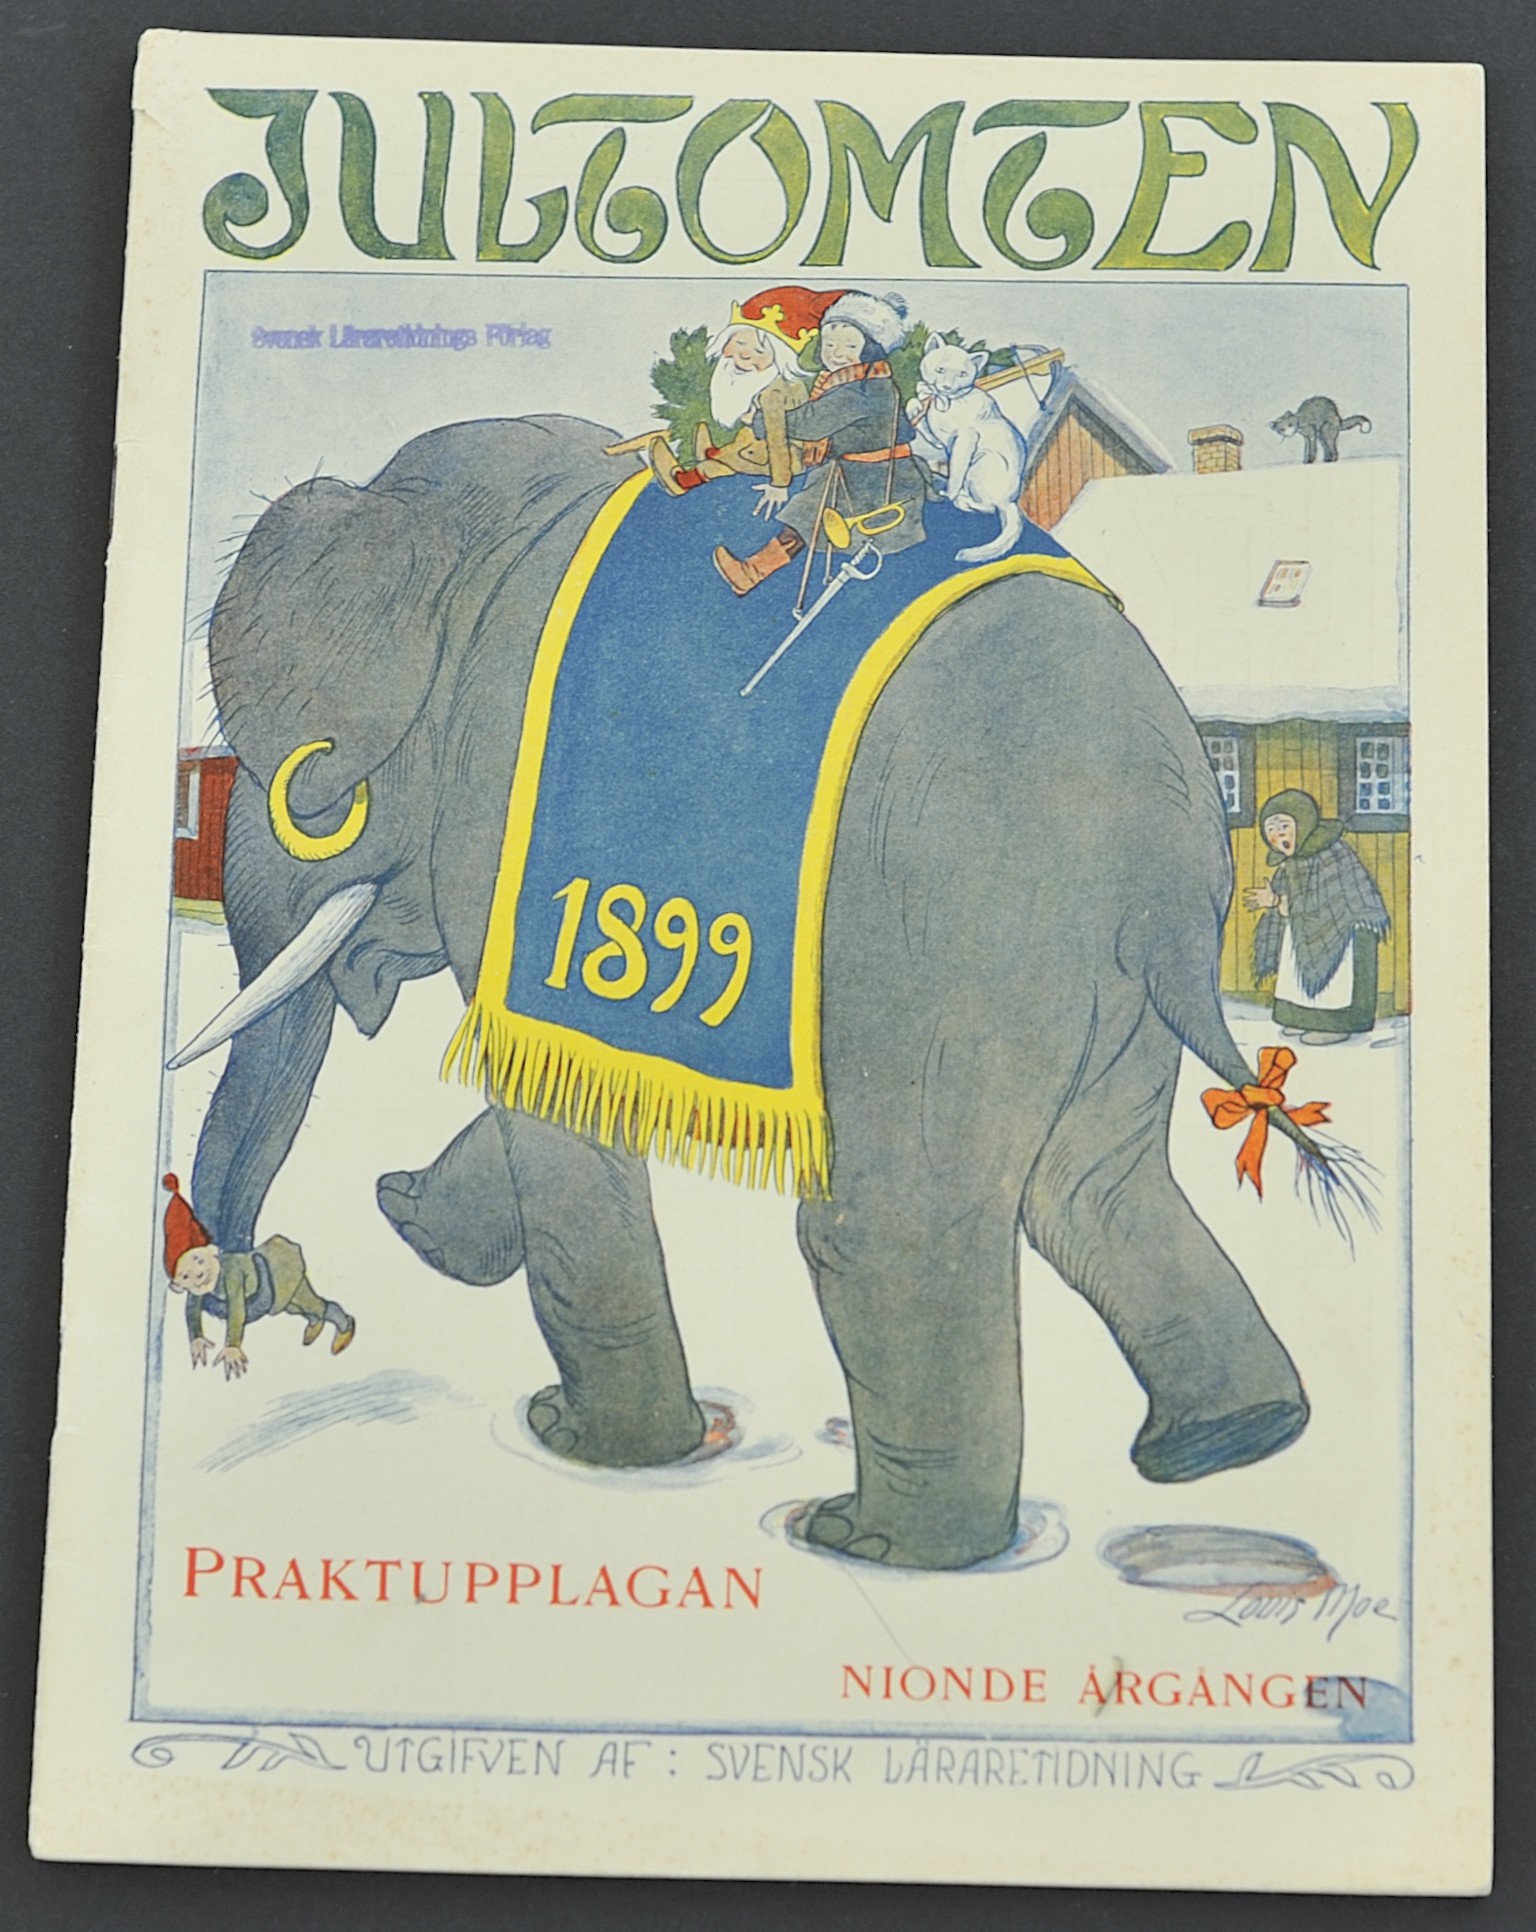 JULTOMTEN
Svensk Läraretidnings Förlag
1899
PRAKTUPPLAGAN
Louis Moe
NIONDE ÅRGÅNGEN
UTGIFVEN AF : SVENSK LÄRARETIDNING